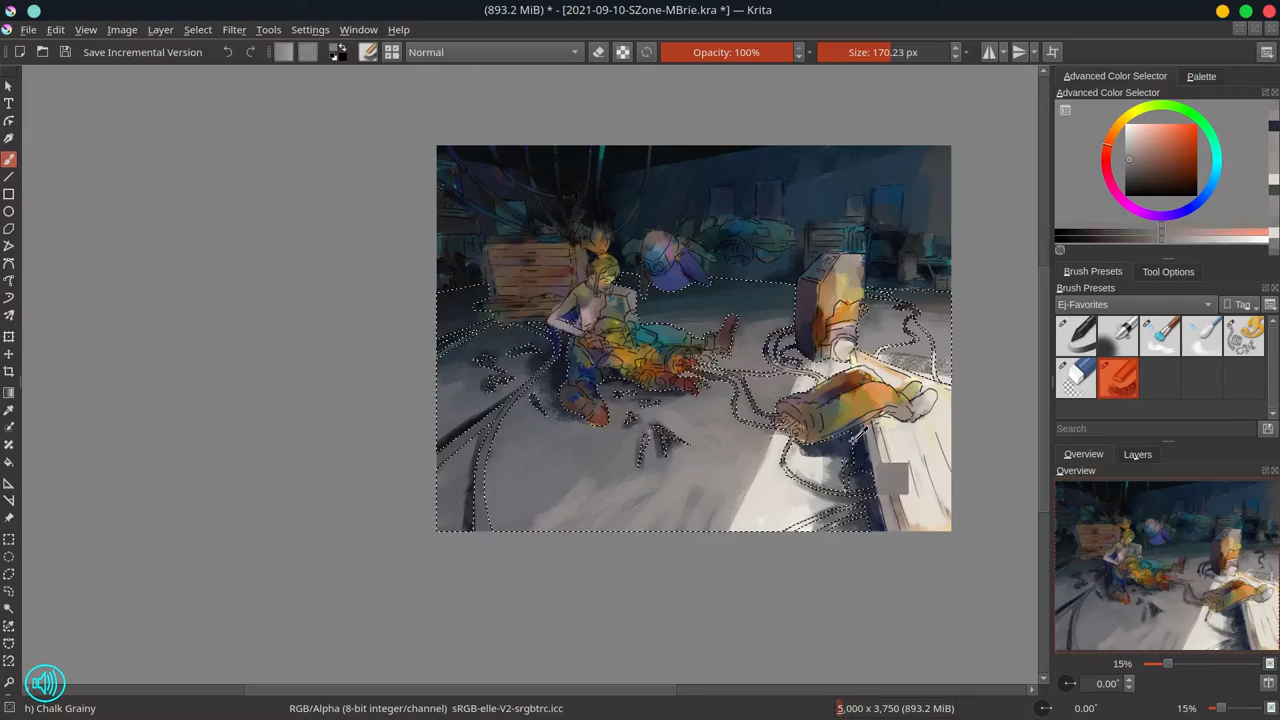 (893.2 MiB) * - [2021-09-10-SZone-MBrie.kra *] — Krita
File Edit View Image Layer Select Filter Tools Settings Window Help
Save Incremental Version Normal Opacity: 100% Size: 170.23 px
Advanced Color Selector Palette
Advanced Color Selector
Brush Presets Tool Options
Brush Presets
Ej-Favorites Tag
Search
Overview Layers
Overview
15%
0.00°
h) Chalk Grainy RGB/Alpha (8-bit integer/channel) sRGB-elle-V2-srgbtrc.icc 5,000 x 3,750 (893.2 MiB) 0.00° 15%